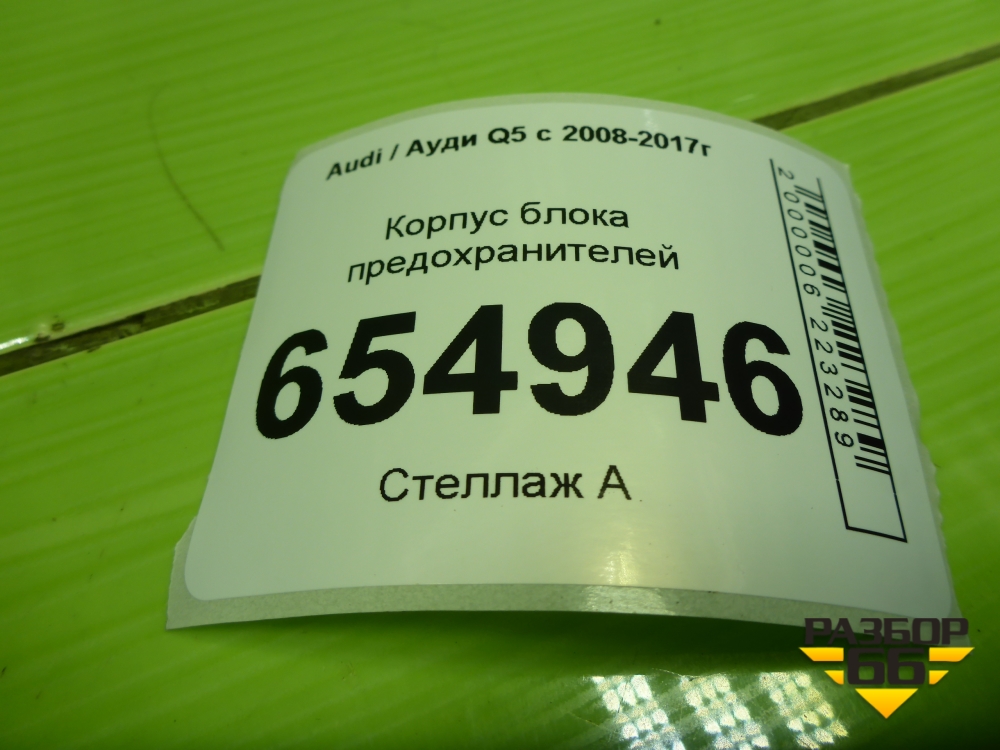 Audi / Ауди Q5 с 2008-2017г
Корпус блока
предохранителей
654946
Стеллаж А
2000006223289
РАЗБОР
66